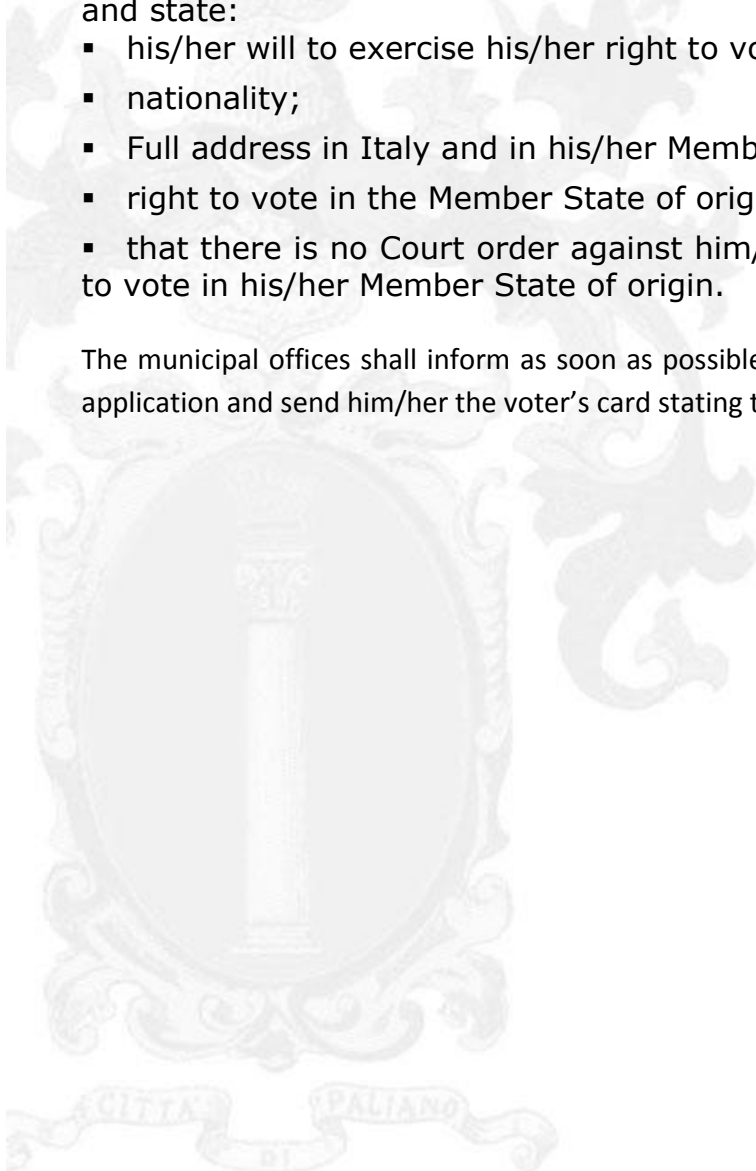 and state:
▪ his/her will to exercise his/her right to vo
▪ nationality;
▪ Full address in Italy and in his/her Memb
▪ right to vote in the Member State of orig
▪ that there is no Court order against him/
to vote in his/her Member State of origin.
The municipal offices shall inform as soon as possible
application and send him/her the voter’s card stating t
CITTA' DI PALIANO